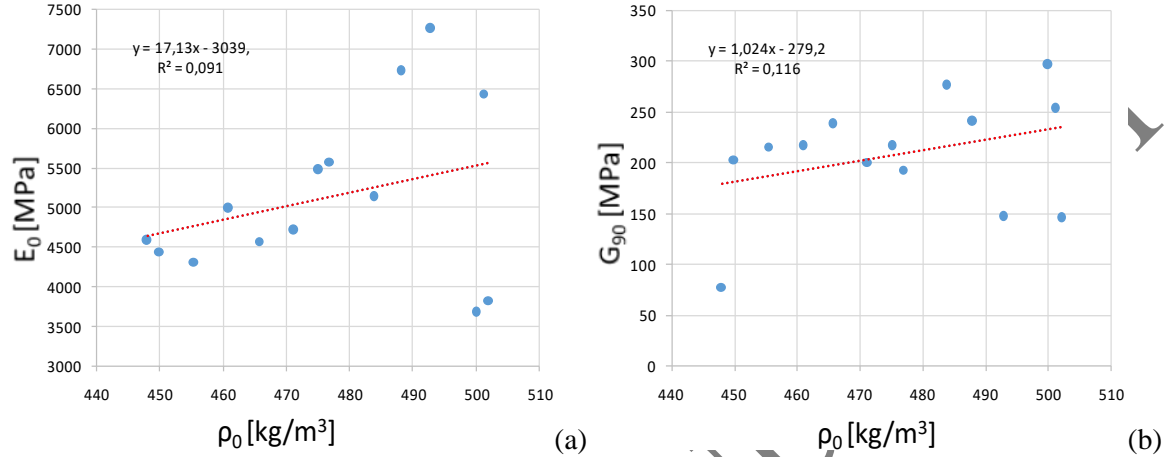 7500
7000
6500
6000
5500
5000
4500
4000
3500
3000
E₀ [MPa]
y = 17,13x - 3039,
R² = 0,091
440 450 460 470 480 490 500 510
ρ₀ [kg/m³]
(a)
350
300
250
200
150
100
50
0
G₉₀ [MPa]
y = 1,024x - 279,2
R² = 0,116
440 450 460 470 480 490 500 510
ρ₀ [kg/m³]
(b)